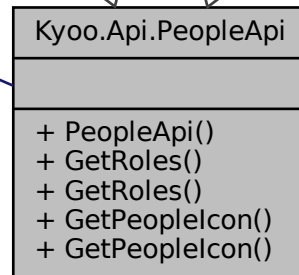 Kyoo.Api.PeopleApi
+ PeopleApi()
+ GetRoles()
+ GetRoles()
+ GetPeopleIcon()
+ GetPeopleIcon()